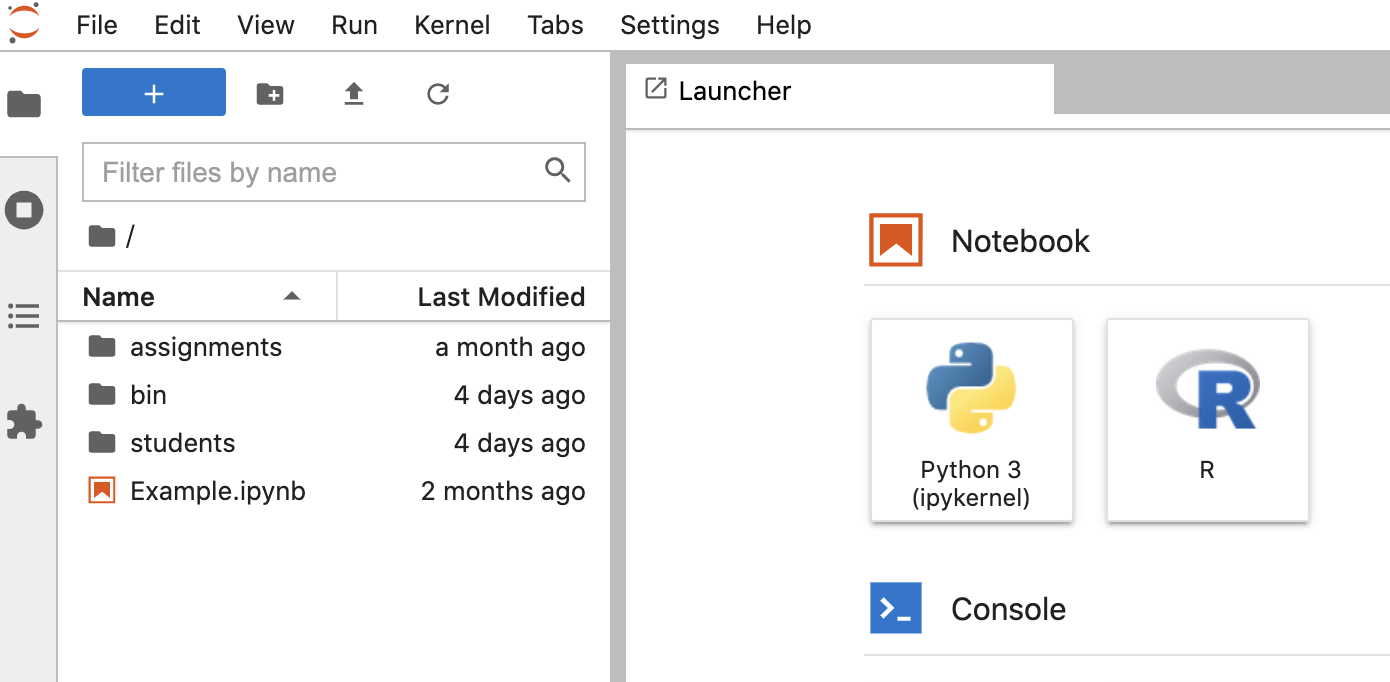 File Edit View Run Kernel Tabs Settings Help
+
Launcher
Filter files by name
/
Name Last Modified
assignments a month ago
bin 4 days ago
students 4 days ago
Example.ipynb 2 months ago
Notebook
Python 3
(ipykernel)
R
R
Console